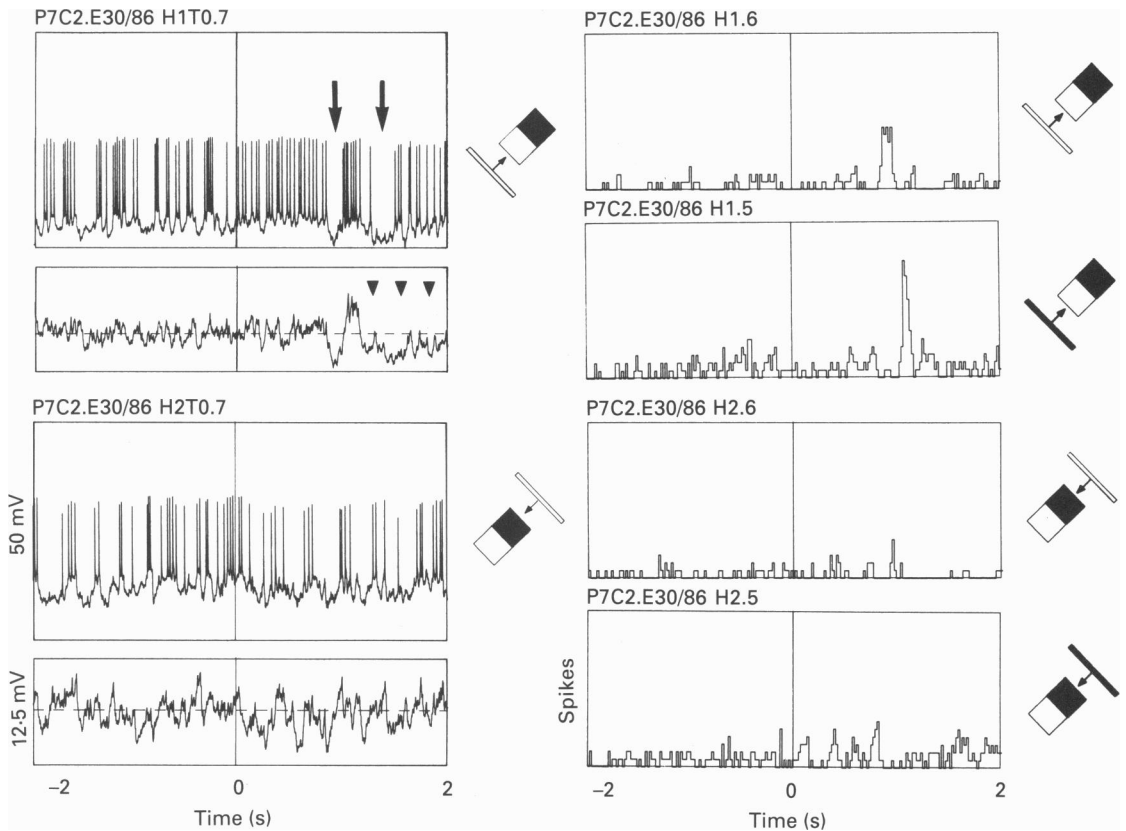 P7C2.E30/86 H1T0.7
P7C2.E30/86 H2T0.7
50 mV
12·5 mV
−2 0 2
Time (s)
P7C2.E30/86 H1.6
P7C2.E30/86 H1.5
P7C2.E30/86 H2.6
P7C2.E30/86 H2.5
Spikes
−2 0 2
Time (s)